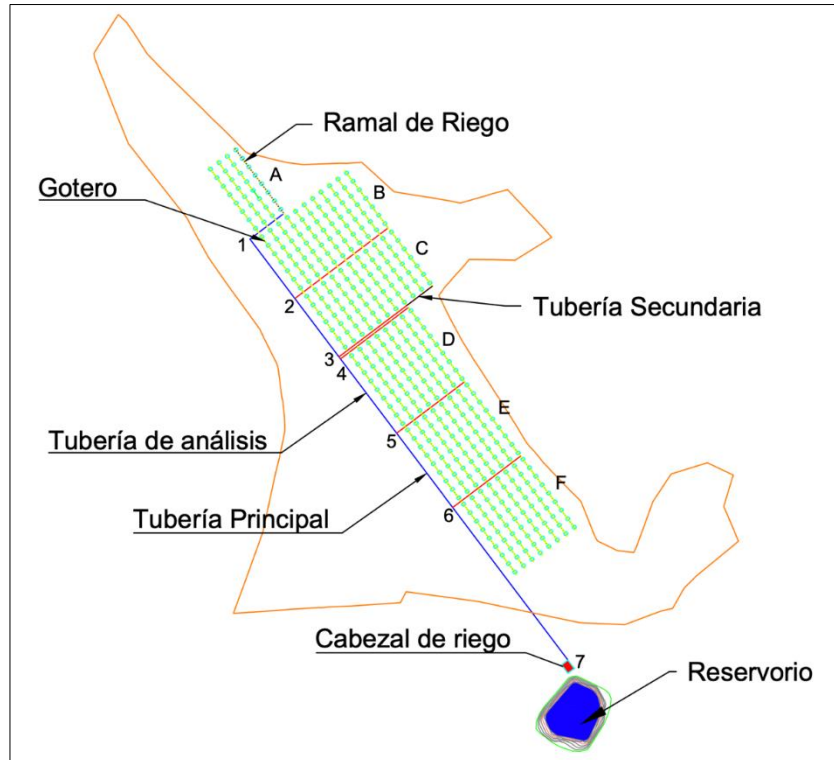 Ramal de Riego
A
Gotero
B
1
C
2
Tubería Secundaria
3
D
4
Tubería de análisis
E
5
Tubería Principal
F
6
Cabezal de riego
7
Reservorio